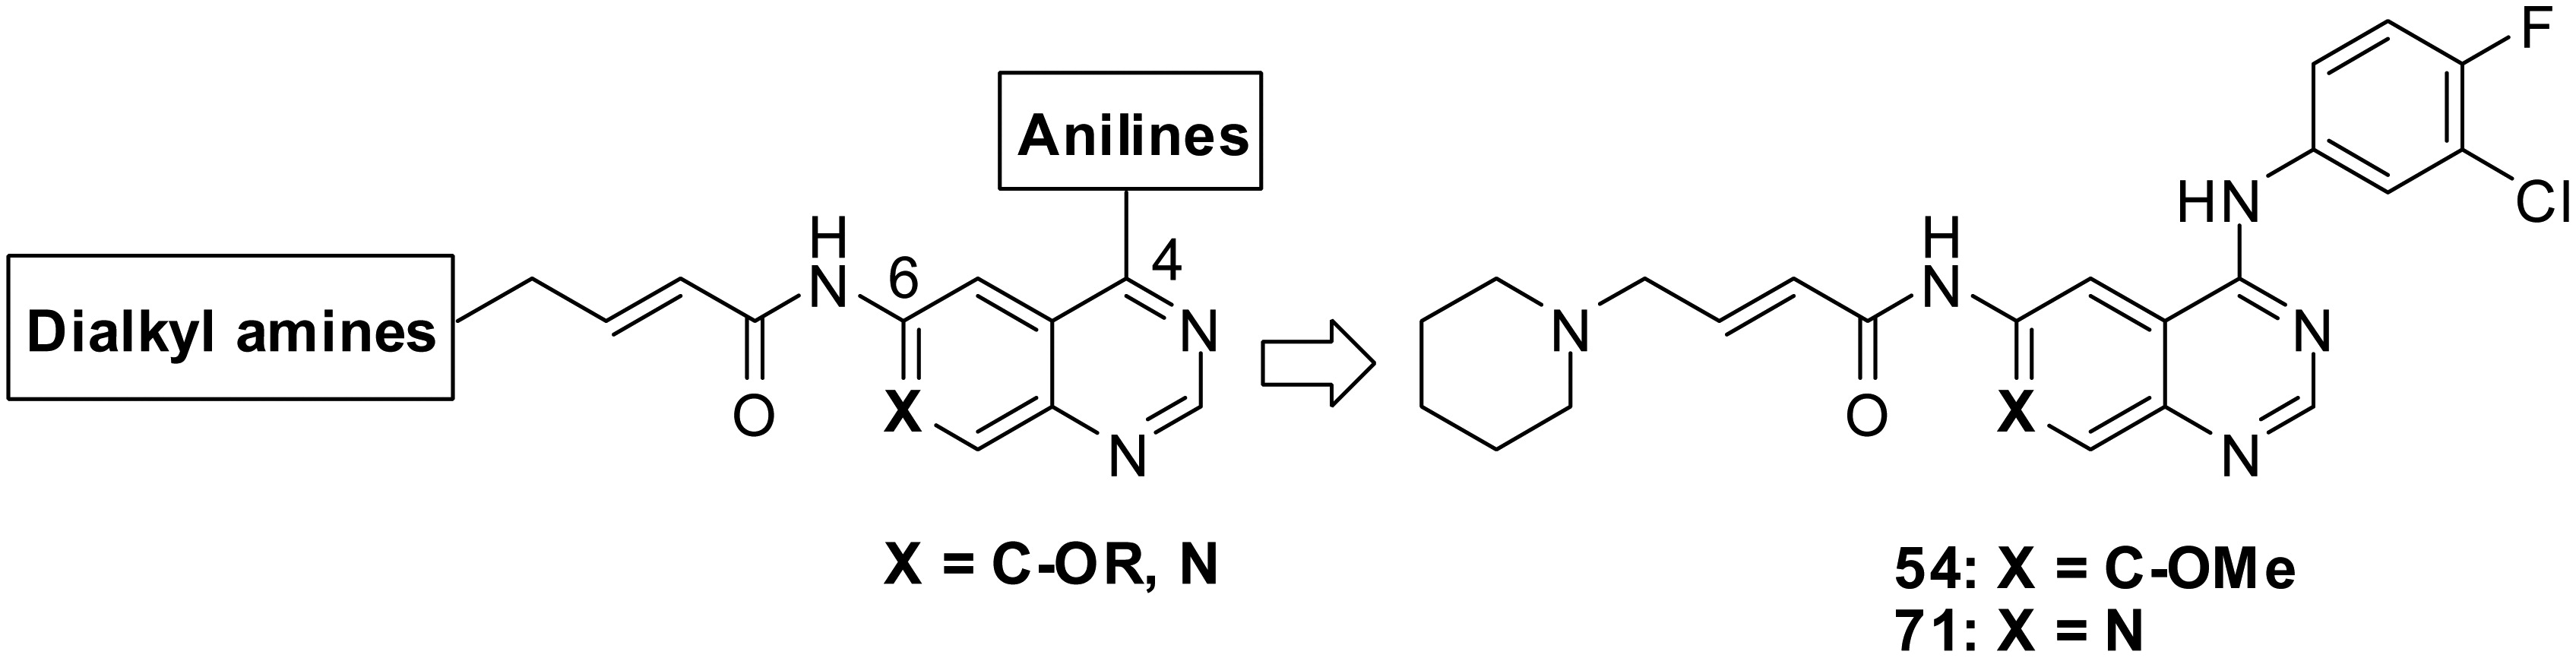 Anilines
Dialkyl amines
H
N
6
4
N
N
O
X
X = C-OR, N
F
Cl
HN
H
N
N
N
N
O
X
54: X = C-OMe
71: X = N